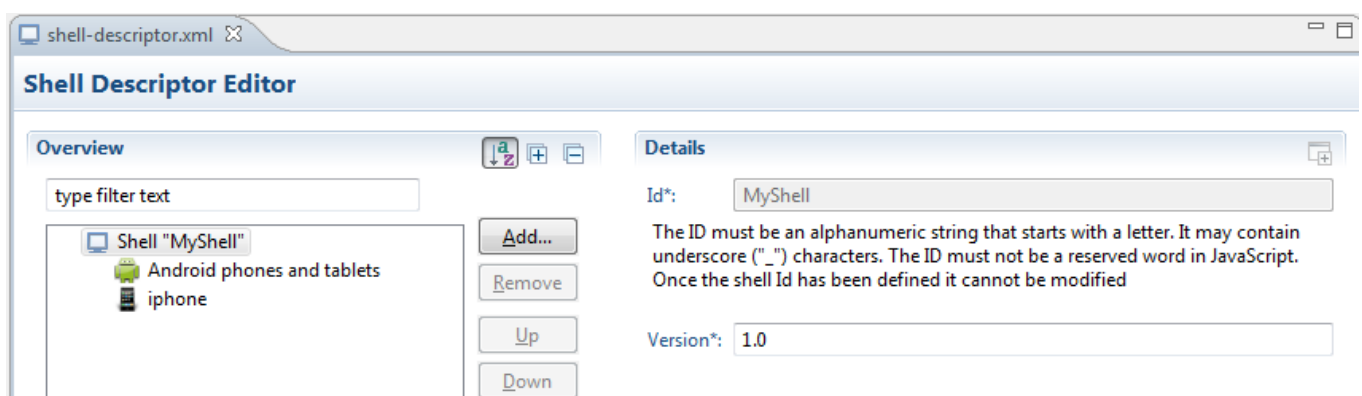 shell-descriptor.xml
Shell Descriptor Editor
Overview
type filter text
Shell "MyShell"
Android phones and tablets
iphone
Add...
Remove
Up
Down
Details
Id*: MyShell
The ID must be an alphanumeric string that starts with a letter. It may contain
underscore ("_") characters. The ID must not be a reserved word in JavaScript.
Once the shell Id has been defined it cannot be modified
Version*: 1.0